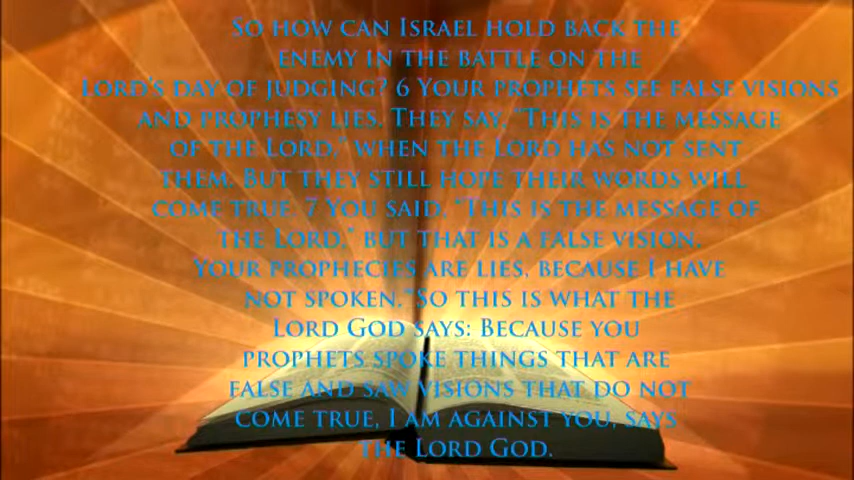 So how can Israel hold back the
enemy in the battle on the
Lord's day of judging? 6 Your prophets see false visions
and prophesy lies. They say, "This is the message
of the Lord," when the Lord has not sent
them. But they still hope their words will
come true. 7 You said, "This is the message of
the Lord," but that is a false vision.
Your prophecies are lies, because I have
not spoken. "So this is what the
Lord God says: Because you
prophets spoke things that are
false and saw visions that do not
come true, I am against you, says
the Lord God.